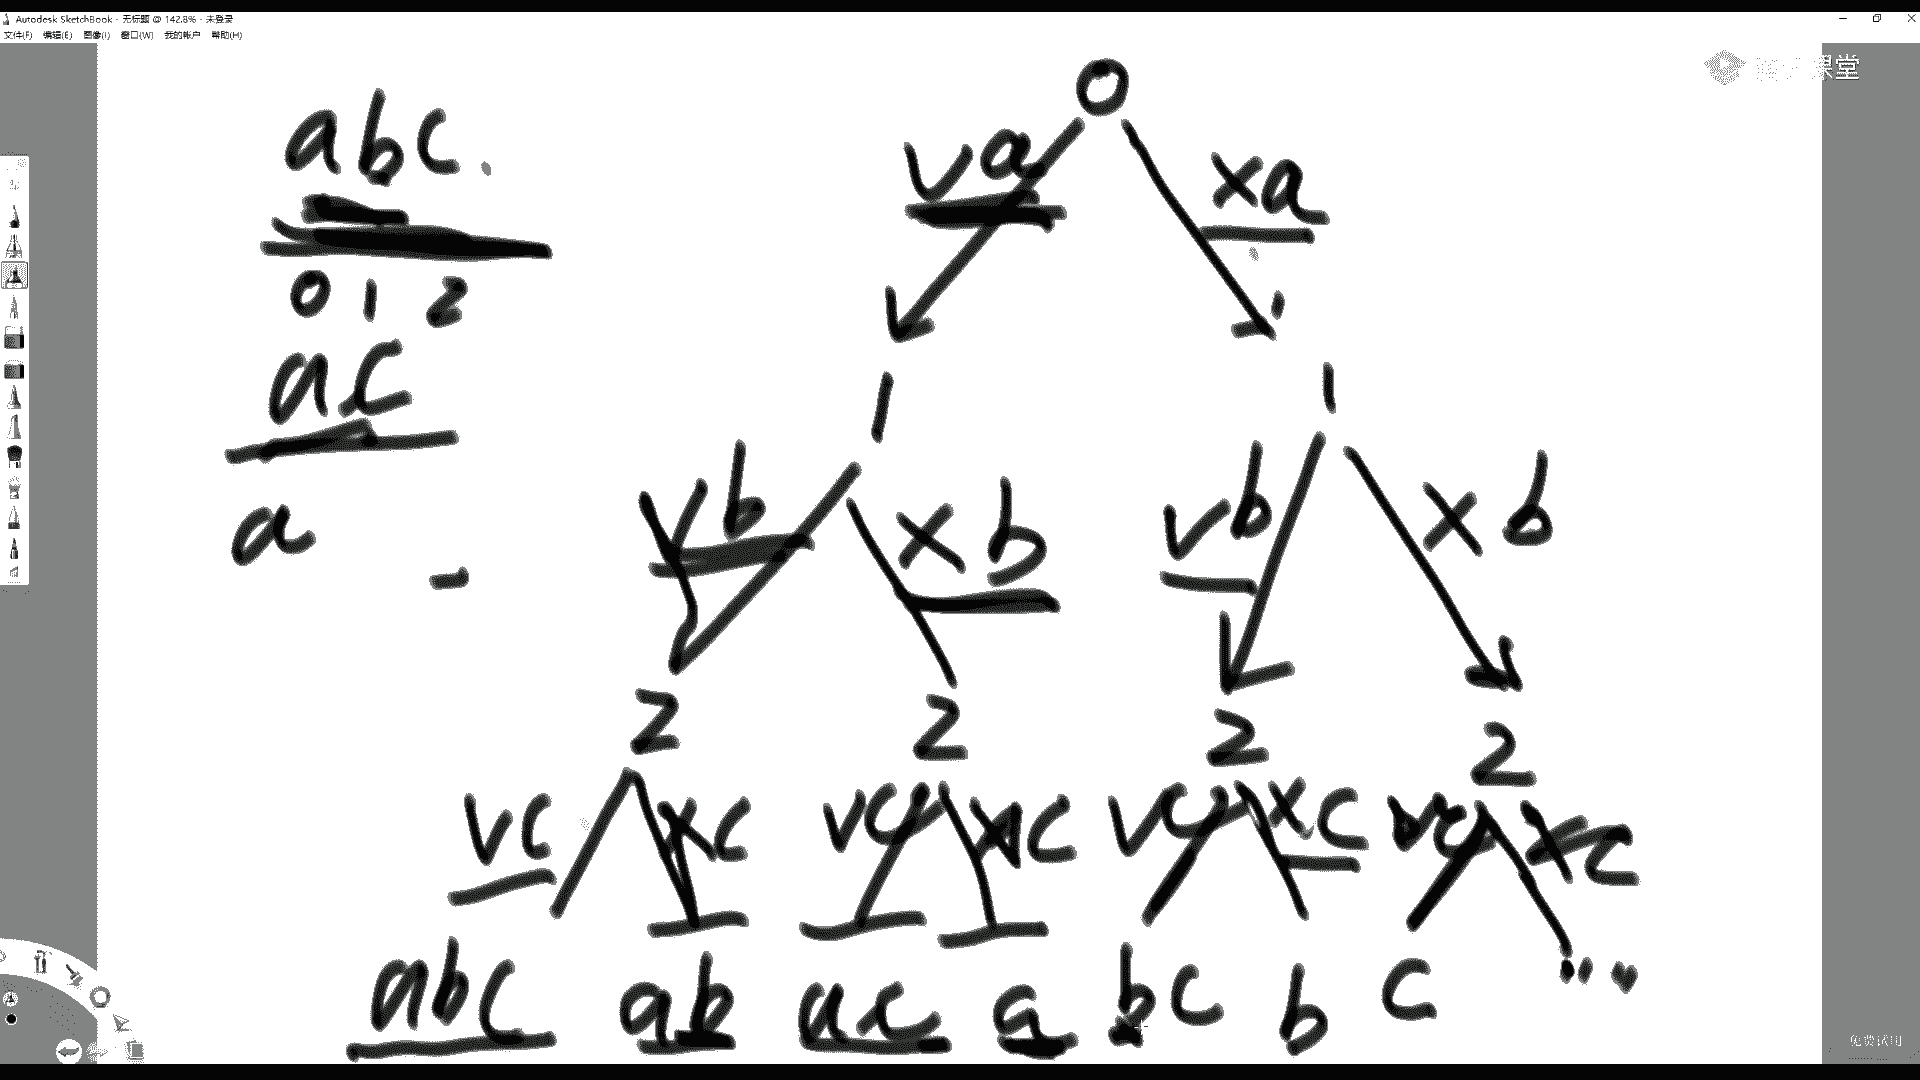 Autodesk SketchBook - 无标题 @ 142.8% - 未登录
文件(F) 编辑(E) 图像(I) 窗口(W) 我的帐户 帮助(H)
课堂
0
abc.
va xa
0 1 2
ac
1 1
a
vb xb vb xb
2 2 2 2
vc xc vc xc vc xc vc xc
abc ab ac a bc b c ""
免费试用